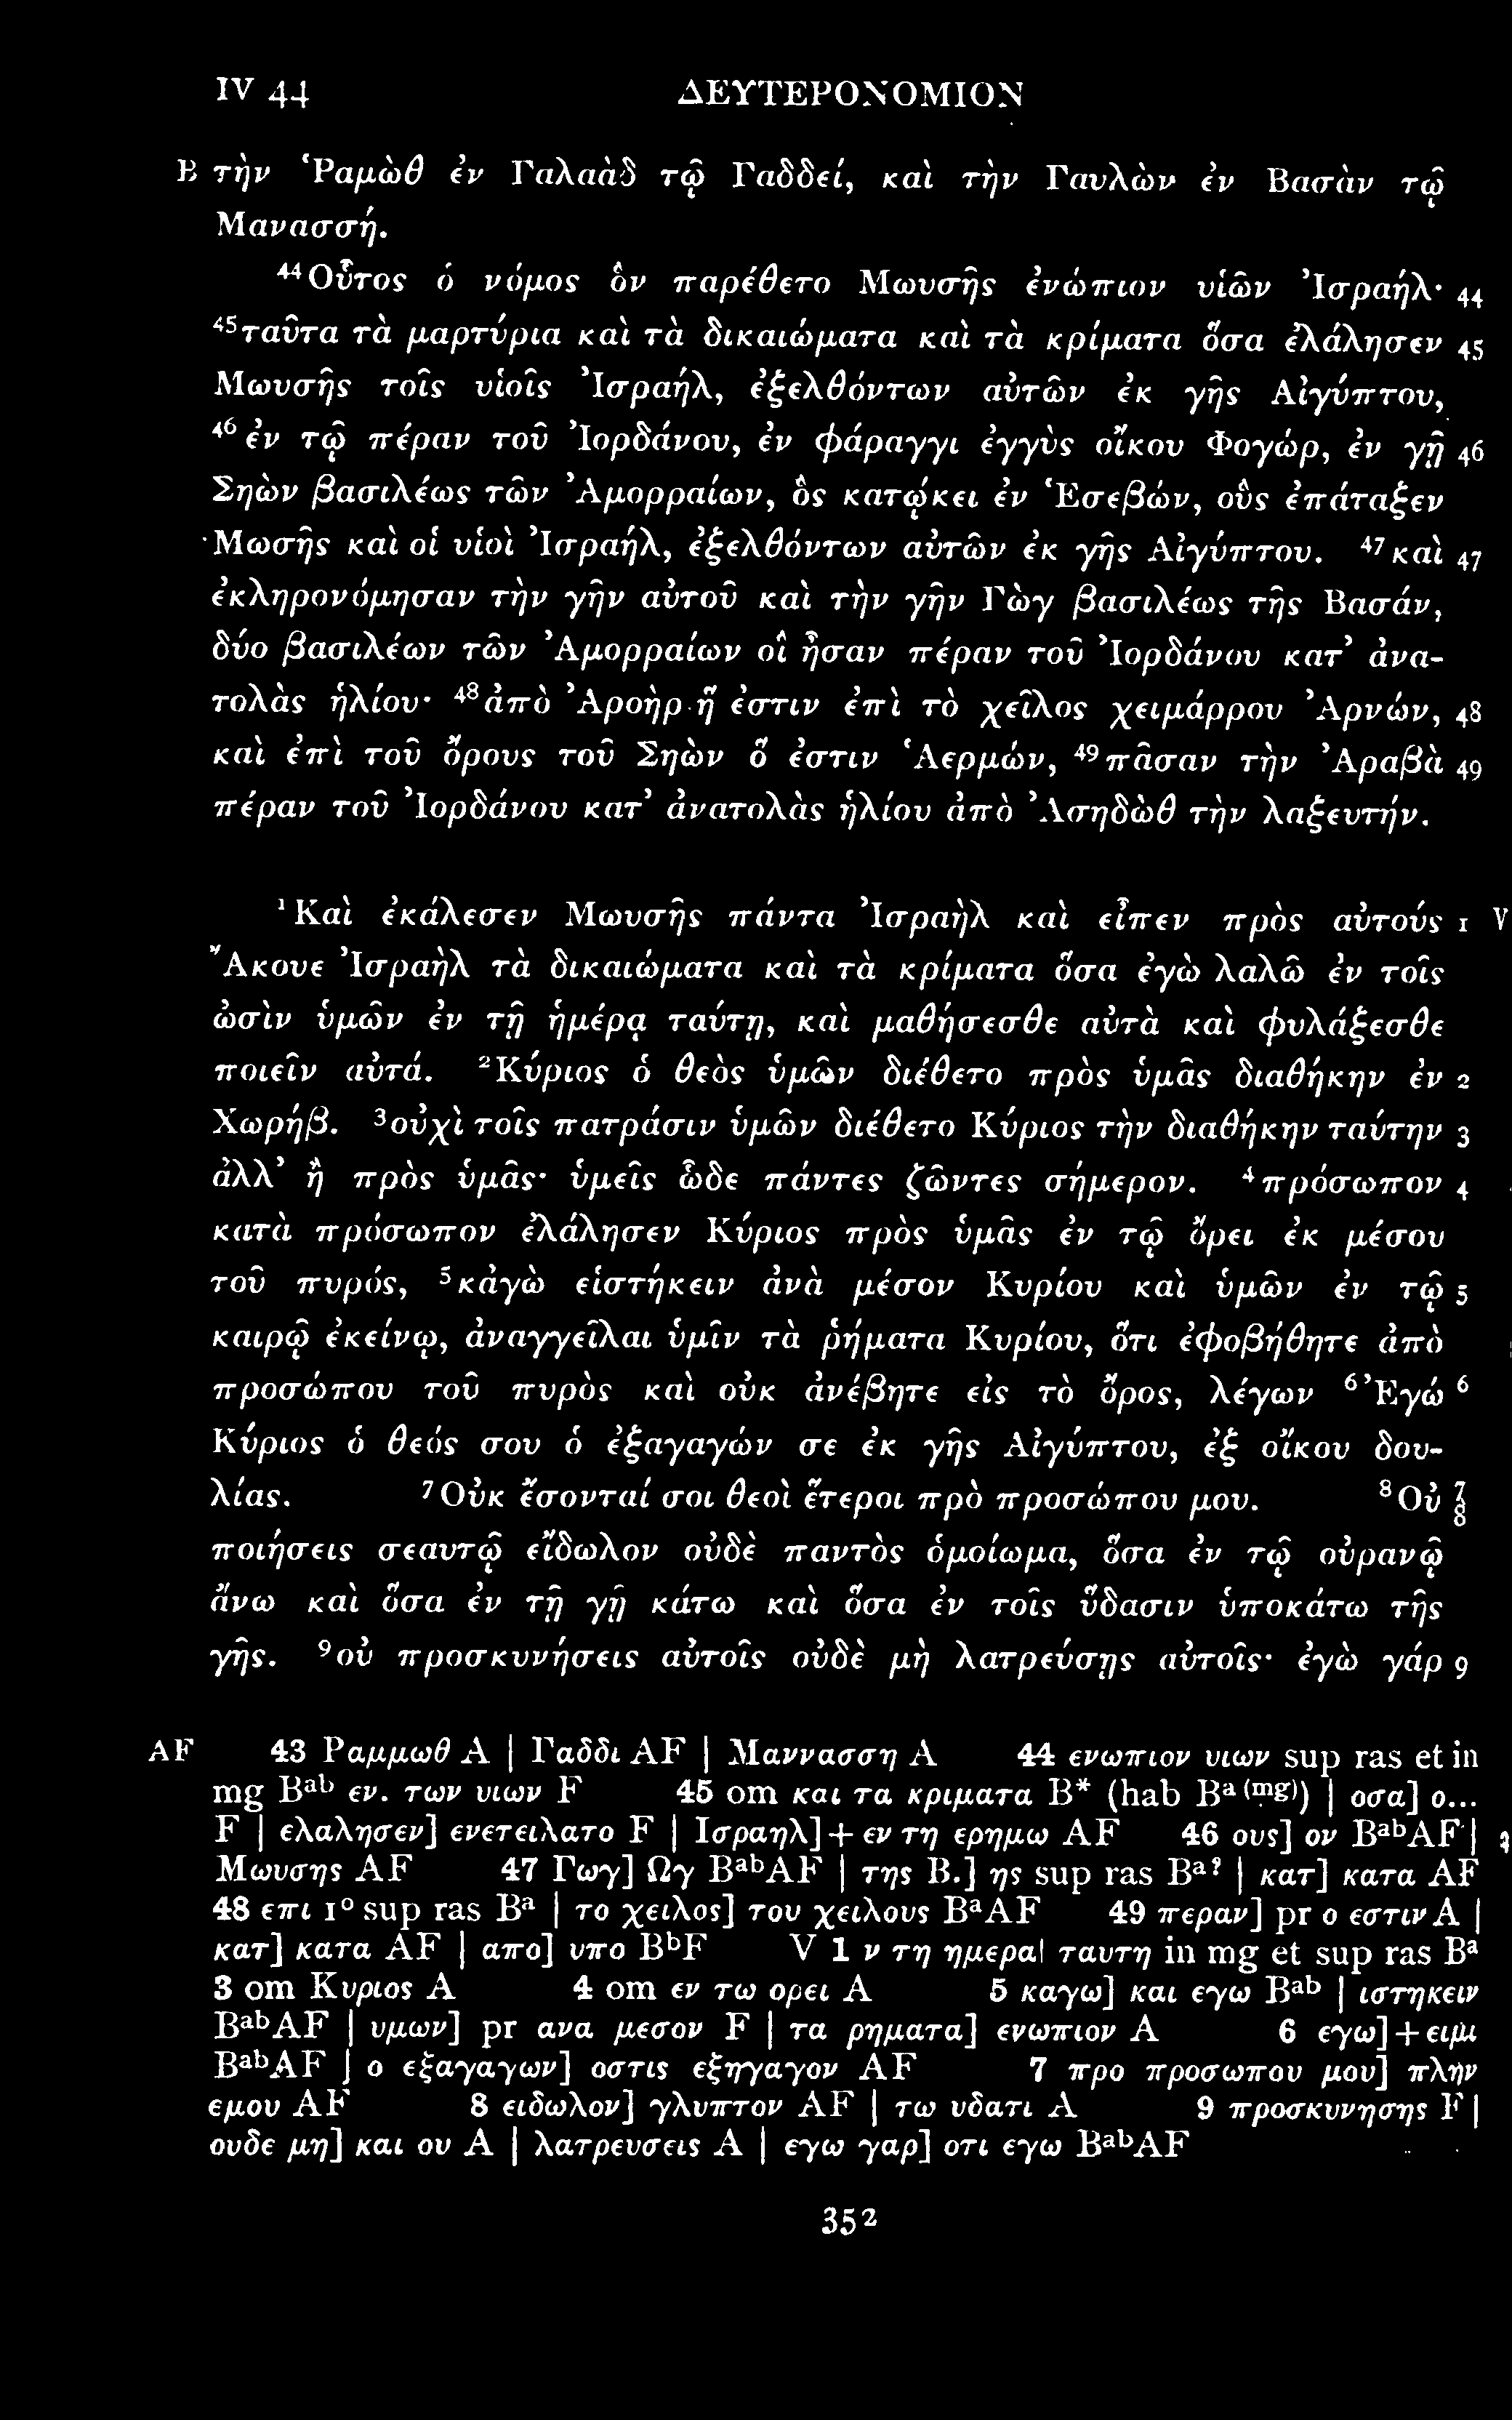 IV 44 ΔΕΥΤΕΡΟΝΟΜΙΟΝ
B τὴν Ῥαμὼθ ἐν Γαλαὰδ τῷ Γαδδεί, καὶ τὴν Γαυλὼν ἐν Βασὰν τῷ
Μανασσή.
⁴⁴Οὗτος ὁ νόμος ὃν παρέθετο Μωυσῆς ἐνώπιον υἱῶν Ἰσραήλ· 44
⁴⁵ταῦτα τὰ μαρτύρια καὶ τὰ δικαιώματα καὶ τὰ κρίματα ὅσα ἐλάλησεν 45
Μωυσῆς τοῖς υἱοῖς Ἰσραήλ, ἐξελθόντων αὐτῶν ἐκ γῆς Αἰγύπτου,
⁴⁶ἐν τῷ πέραν τοῦ Ἰορδάνου, ἐν φάραγγι ἐγγὺς οἴκου Φογώρ, ἐν γῇ 46
Σηὼν βασιλέως τῶν Ἀμορραίων, ὃς κατῴκει ἐν Ἑσεβών, οὓς ἐπάταξεν
Μωσῆς καὶ οἱ υἱοὶ Ἰσραήλ, ἐξελθόντων αὐτῶν ἐκ γῆς Αἰγύπτου. ⁴⁷καὶ 47
ἐκληρονόμησαν τὴν γῆν αὐτοῦ καὶ τὴν γῆν Γὼγ βασιλέως τῆς Βασάν,
δύο βασιλέων τῶν Ἀμορραίων οἳ ἦσαν πέραν τοῦ Ἰορδάνου κατ’ ἀνα-
τολὰς ἡλίου· ⁴⁸ἀπὸ Ἀροὴρ ἥ ἐστιν ἐπὶ τὸ χεῖλος χειμάρρου Ἀρνών, 48
καὶ ἐπὶ τοῦ ὄρους τοῦ Σηὼν ὅ ἐστιν Ἁερμών, ⁴⁹πᾶσαν τὴν Ἀραβὰ 49
πέραν τοῦ Ἰορδάνου κατ’ ἀνατολὰς ἡλίου ἀπὸ Ἀσηδὼθ τὴν λαξευτήν.
¹Καὶ ἐκάλεσεν Μωυσῆς πάντα Ἰσραὴλ καὶ εἶπεν πρὸς αὐτούς 1 V
Ἄκουε Ἰσραὴλ τὰ δικαιώματα καὶ τὰ κρίματα ὅσα ἐγὼ λαλῶ ἐν τοῖς
ὠσὶν ὑμῶν ἐν τῇ ἡμέρᾳ ταύτῃ, καὶ μαθήσεσθε αὐτὰ καὶ φυλάξεσθε
ποιεῖν αὐτά. ²Κύριος ὁ θεὸς ὑμῶν διέθετο πρὸς ὑμᾶς διαθήκην ἐν 2
Χωρήβ. ³οὐχὶ τοῖς πατράσιν ὑμῶν διέθετο Κύριος τὴν διαθήκην ταύτην 3
ἀλλ’ ἢ πρὸς ὑμᾶς· ὑμεῖς ὧδε πάντες ζῶντες σήμερον. ⁴πρόσωπον 4
κατὰ πρόσωπον ἐλάλησεν Κύριος πρὸς ὑμᾶς ἐν τῷ ὄρει ἐκ μέσου
τοῦ πυρός, ⁵κἀγὼ εἱστήκειν ἀνὰ μέσον Κυρίου καὶ ὑμῶν ἐν τῷ 5
καιρῷ ἐκείνῳ, ἀναγγεῖλαι ὑμῖν τὰ ῥήματα Κυρίου, ὅτι ἐφοβήθητε ἀπὸ
προσώπου τοῦ πυρὸς καὶ οὐκ ἀνέβητε εἰς τὸ ὄρος, λέγων ⁶Ἐγώ 6
Κύριος ὁ θεός σου ὁ ἐξαγαγών σε ἐκ γῆς Αἰγύπτου, ἐξ οἴκου δου-
λίας. ⁷Οὐκ ἔσονταί σοι θεοὶ ἕτεροι πρὸ προσώπου μου. ⁸Οὐ 7 8
ποιήσεις σεαυτῷ εἴδωλον οὐδὲ παντὸς ὁμοίωμα, ὅσα ἐν τῷ οὐρανῷ
ἄνω καὶ ὅσα ἐν τῇ γῇ κάτω καὶ ὅσα ἐν τοῖς ὕδασιν ὑποκάτω τῆς
γῆς. ⁹οὐ προσκυνήσεις αὐτοῖς οὐδὲ μὴ λατρεύσῃς αὐτοῖς· ἐγὼ γάρ 9
AF 43 Ραμμωθ A | Γαδδι AF | Μαννασση A 44 ενωπιον υιων sup ras et in
mg Bᵃᵇ εν. των υιων F 45 om και τα κριματα B* (hab Bᵃ⁽ᵐᵍ⁾) | οσα] ο...
F | ελαλησεν] ενετειλατο F | Ισραηλ]+εν τη ερημω AF 46 ους] ον BᵃᵇAF |
Μωυσης AF 47 Γωγ] Ωγ BᵃᵇAF | της Β.] ης sup ras Bᵃ? | κατ] κατα AF
48 επι 1° sup ras Bᵃ | το χειλος] του χειλους BᵃAF 49 περαν] pr ο εστιν A |
κατ] κατα AF | απο] υπο BᵇF V 1 ν τη ημερα| ταυτη in mg et sup ras Bᵃ
3 om Κυριος A 4 om εν τω ορει A 5 καγω] και εγω Bᵃᵇ | ιστηκειν
BᵃᵇAF | υμων] pr ανα μεσον F | τα ρηματα] ενωπιον A 6 εγω]+ειμι
BᵃᵇAF | ο εξαγαγων] οστις εξηγαγον AF 7 προ προσωπου μου] πλην
εμου AF 8 ειδωλον] γλυπτον AF | τω υδατι A 9 προσκυνησης F |
ουδε μη] και ου A | λατρευσεις A | εγω γαρ] οτι εγω BᵃᵇAF
352